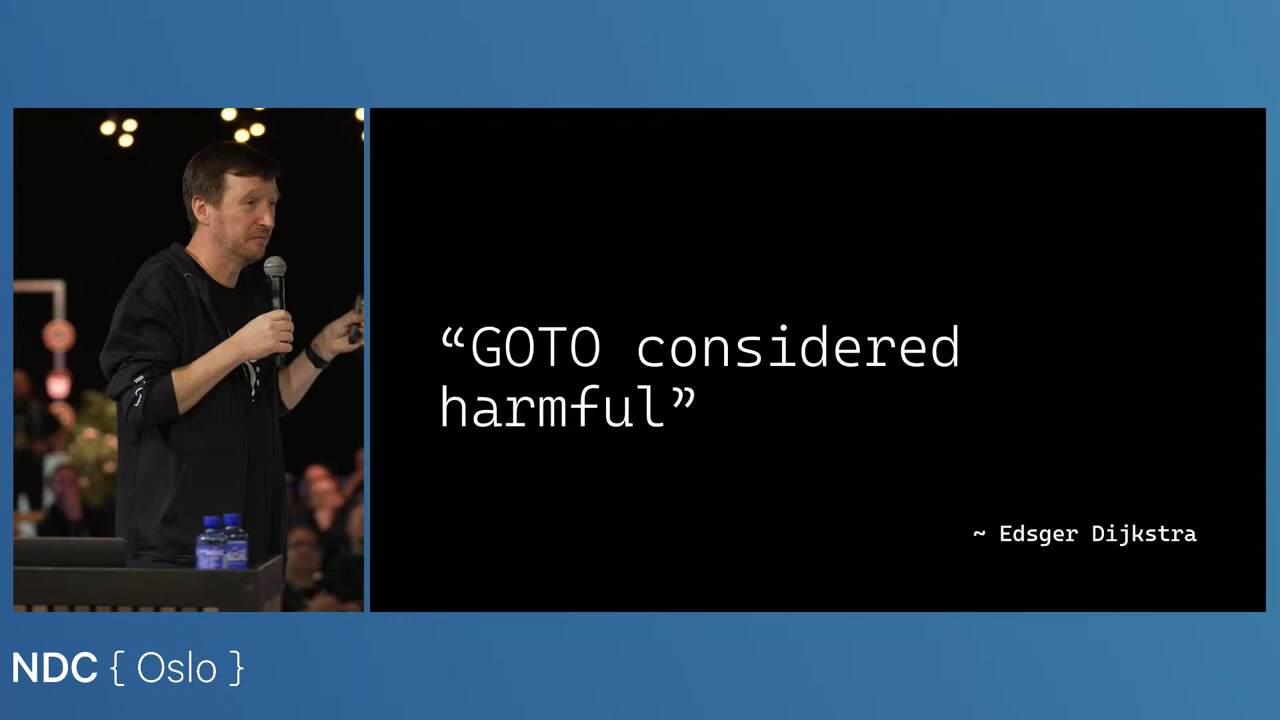 “GOTO considered
harmful”
~ Edsger Dijkstra
NDC { Oslo }